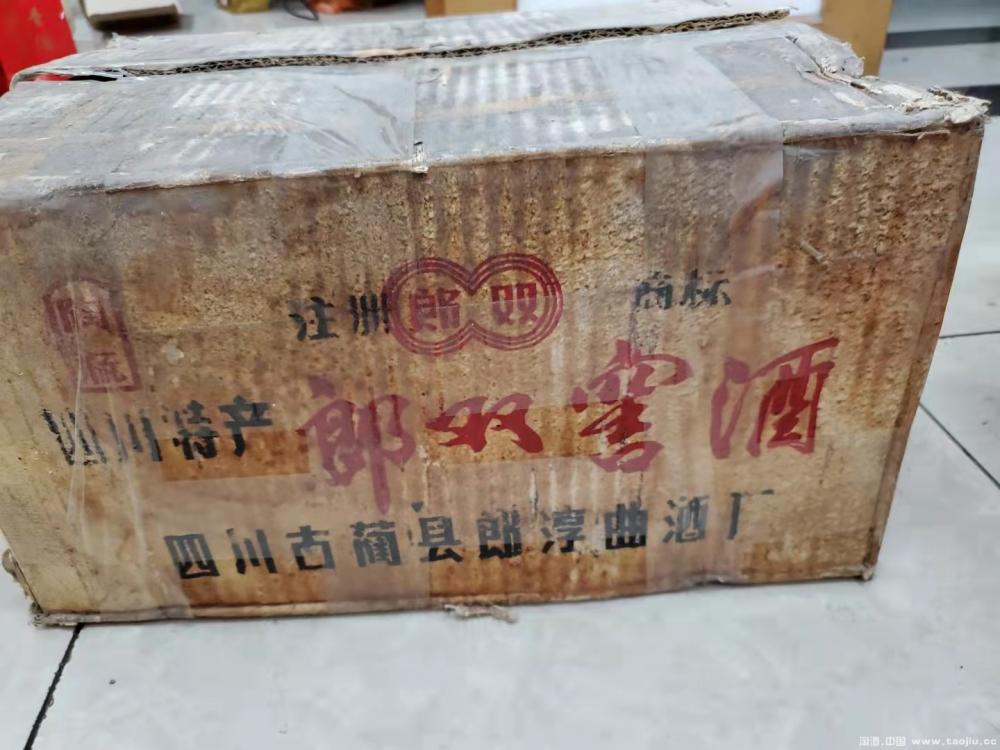 注册 郎 双 商标
四川特产 郎双窖酒
四川古蔺县郎淳曲酒厂
淘酒.中国 www.taojiu.cc